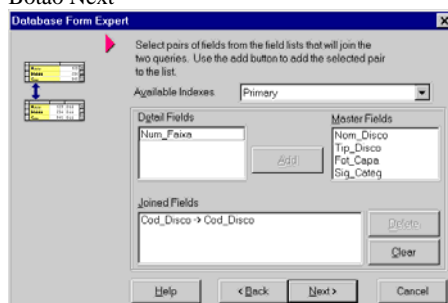 Botão Next
Database Form Expert
Select pairs of fields from the field lists that will join the
two queries. Use the add button to add the selected pair
to the list.
Available Indexes Primary
Detail Fields Master Fields
Num_Faixa Nom_Disco
Tip_Disco
Add Fot_Capa
Sig_Categ
Joined Fields
Cod_Disco -> Cod_Disco Delete
Clear
Help < Back Next > Cancel